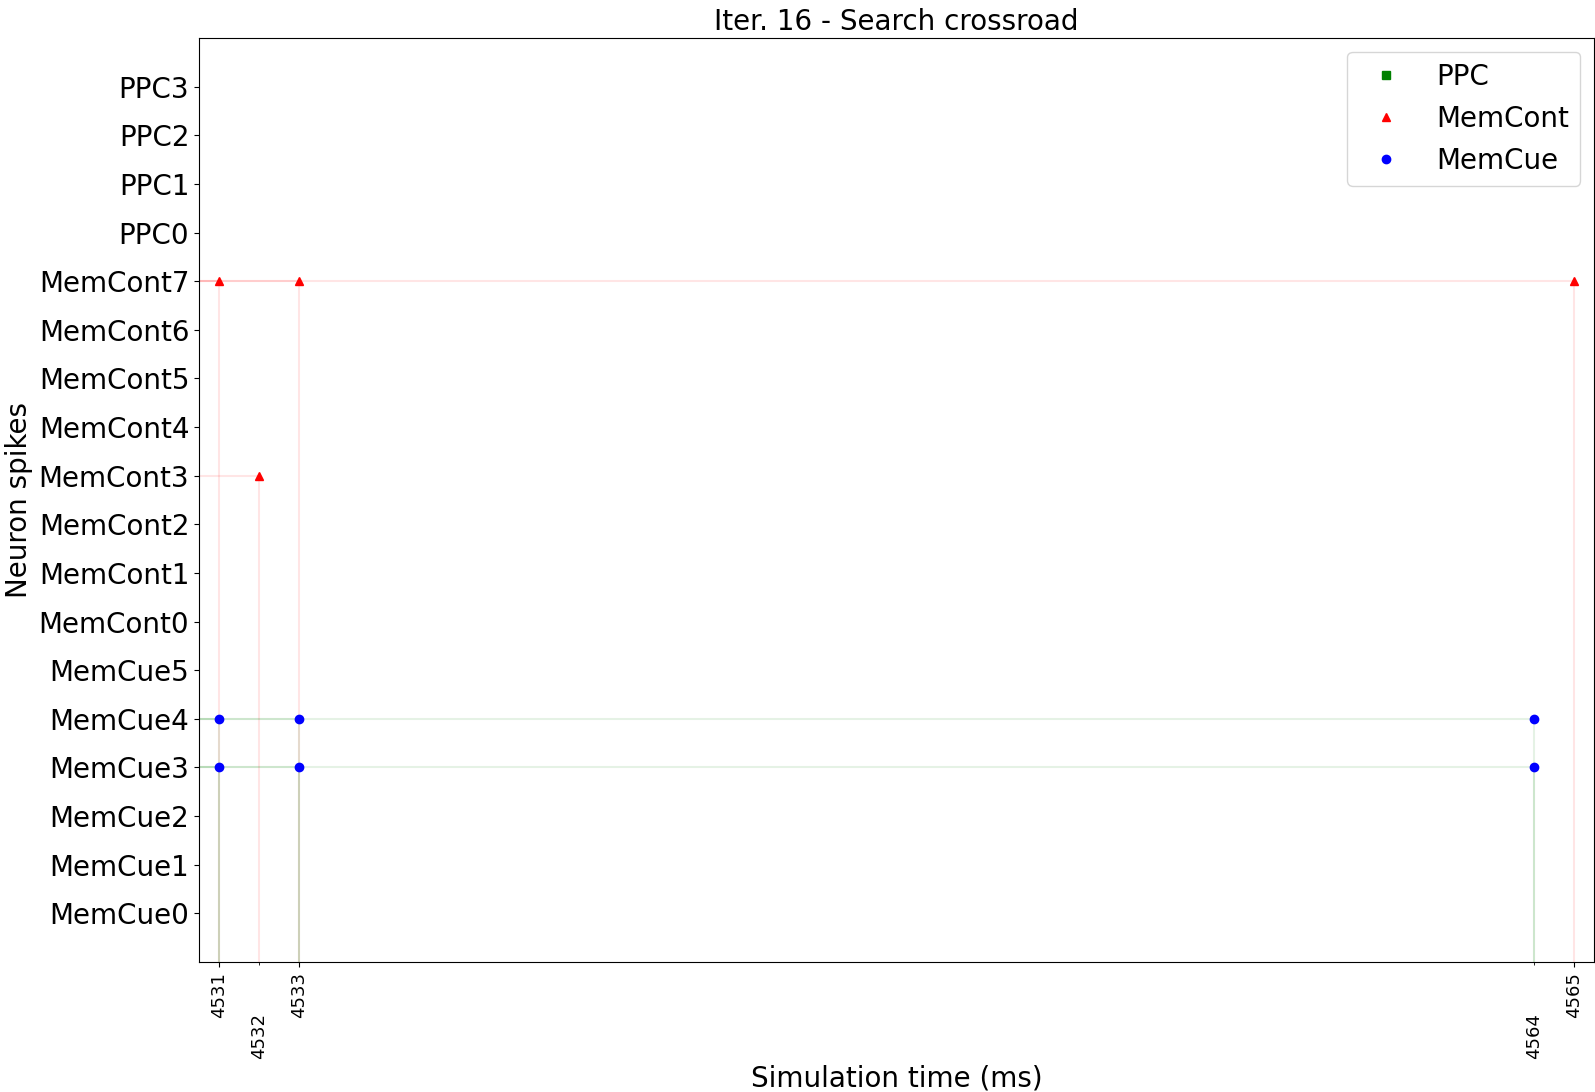 Iter. 16 - Search crossroad
PPC
MemCont
MemCue
Neuron spikes
PPC3
PPC2
PPC1
PPC0
MemCont7
MemCont6
MemCont5
MemCont4
MemCont3
MemCont2
MemCont1
MemCont0
MemCue5
MemCue4
MemCue3
MemCue2
MemCue1
MemCue0
4531
4532
4533
4564
4565
Simulation time (ms)